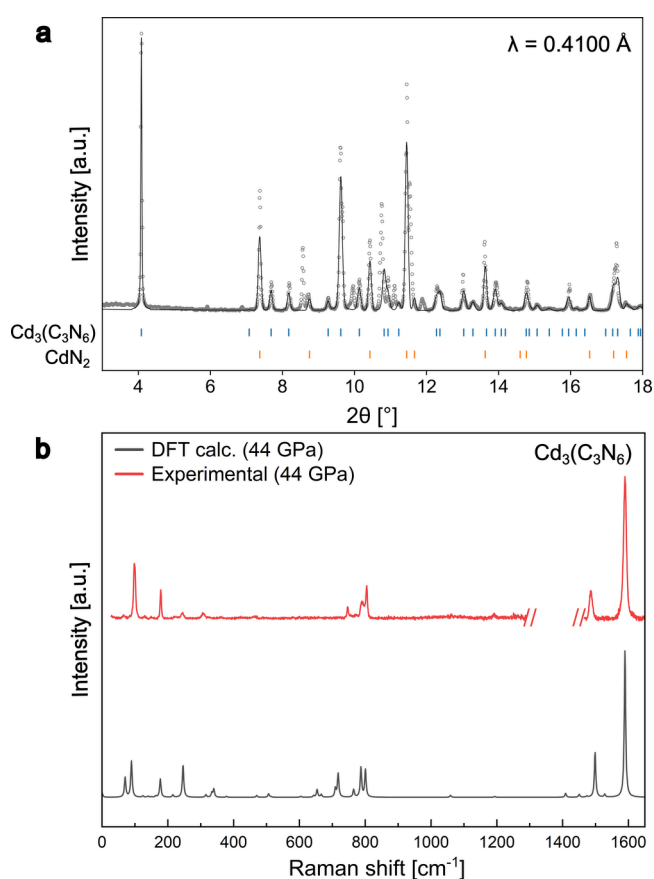 a
λ = 0.4100 Å
Intensity [a.u.]
Cd₃(C₃N₆)
CdN₂
4 6 8 10 12 14 16 18
2θ [°]
b
DFT calc. (44 GPa)
Experimental (44 GPa)
Cd₃(C₃N₆)
Intensity [a.u.]
0 200 400 600 800 1000 1200 1400 1600
Raman shift [cm⁻¹]